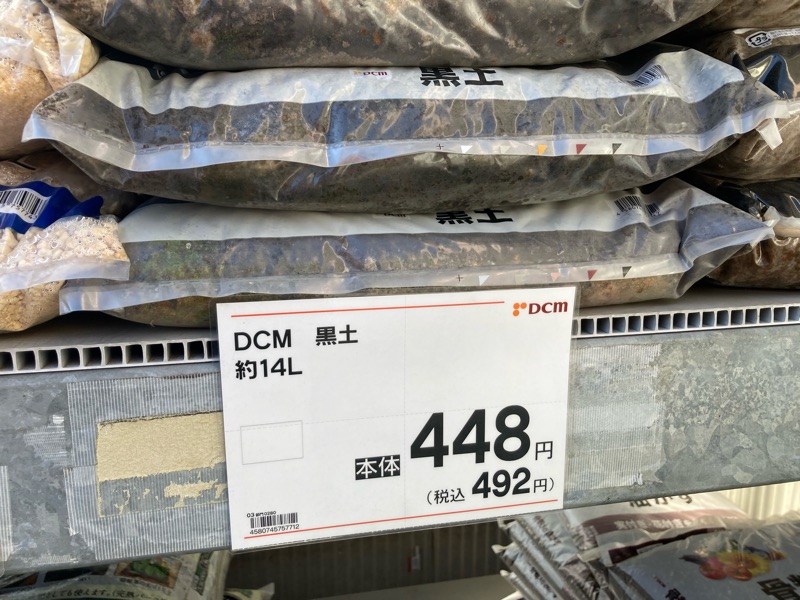 DCM 黒土
黒土
DCM
DCM 黒土
約14L
本体 448円
(税込 492円)
4580745757712